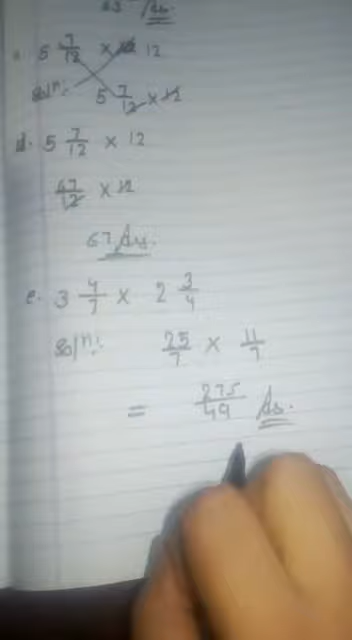 5 7/12 × 12
Solⁿ: 5 7/12 × 12
d. 5 7/12 × 12
67/12 × 12
67 Ans.
e. 3 4/7 × 2 3/4
Solⁿ: 25/7 × 11/7
= 275/49 Ans.